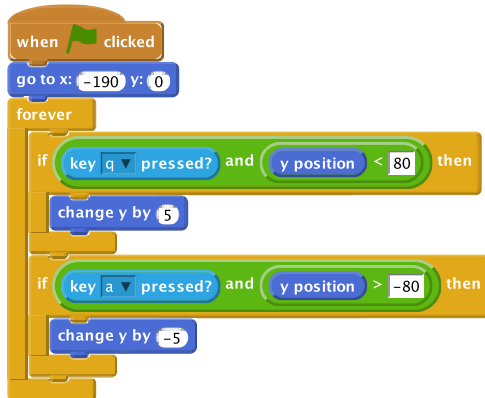 when clicked
go to x: -190 y: 0
forever
if key q pressed? and y position < 80 then
change y by 5
if key a pressed? and y position > -80 then
change y by -5